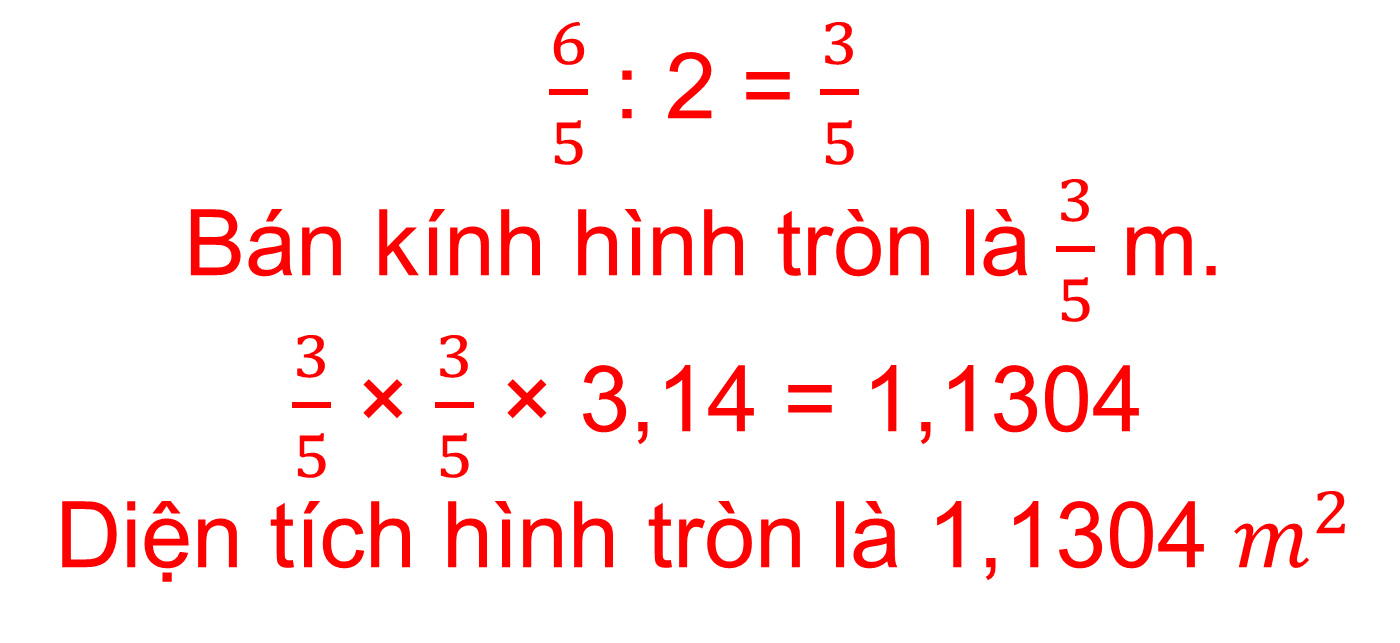 6/5 : 2 = 3/5
Bán kính hình tròn là 3/5 m.
3/5 × 3/5 × 3,14 = 1,1304
Diện tích hình tròn là 1,1304 m²